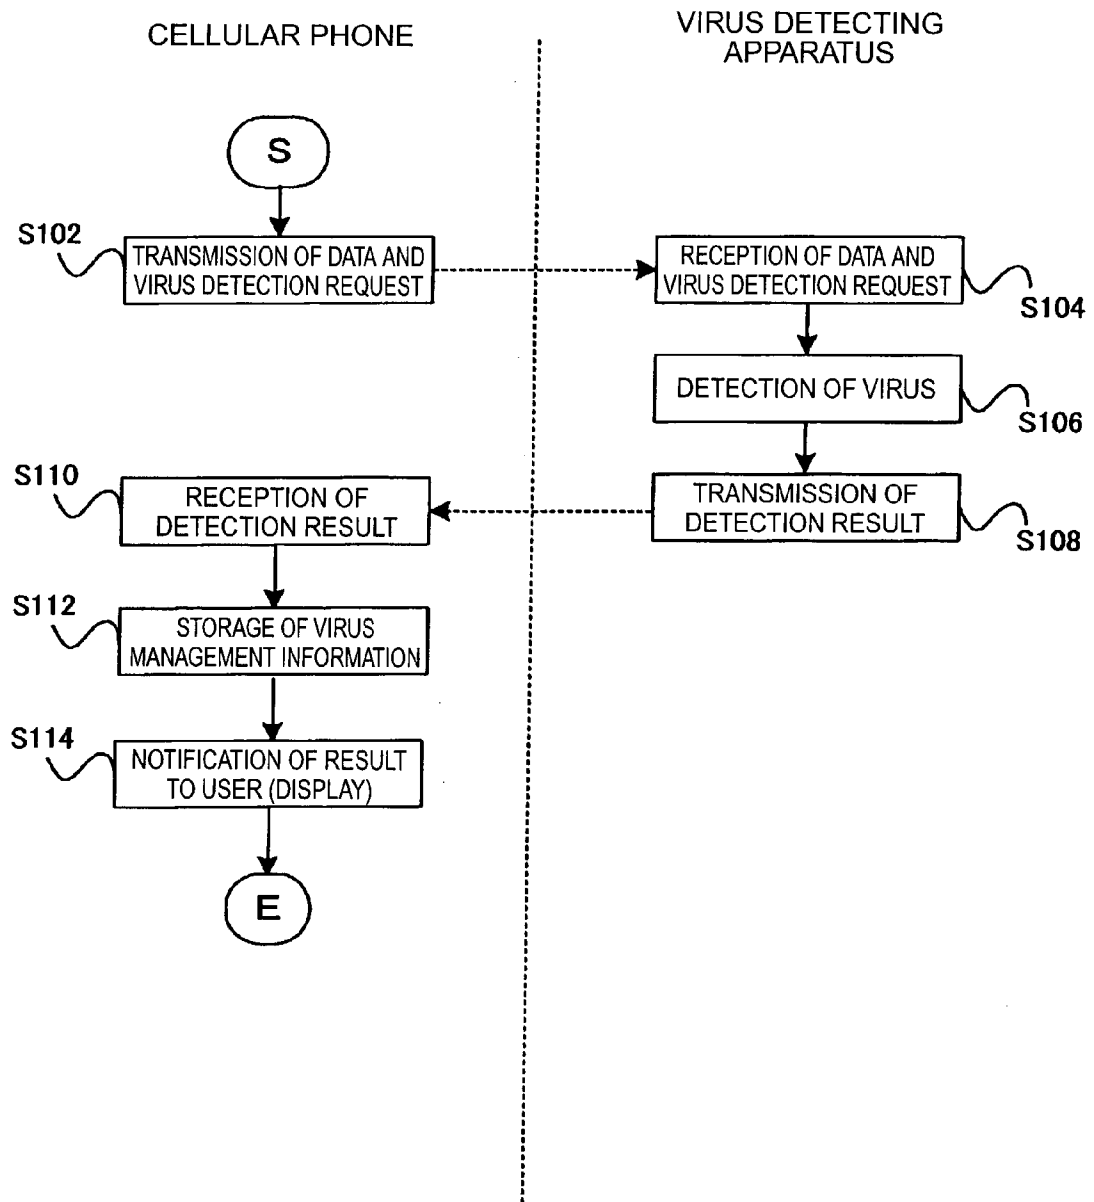 CELLULAR PHONE
VIRUS DETECTING
APPARATUS
S
S102
TRANSMISSION OF DATA AND
VIRUS DETECTION REQUEST
RECEPTION OF DATA AND
VIRUS DETECTION REQUEST
S104
DETECTION OF VIRUS
S106
S110
RECEPTION OF
DETECTION RESULT
TRANSMISSION OF
DETECTION RESULT
S108
S112
STORAGE OF VIRUS
MANAGEMENT INFORMATION
S114
NOTIFICATION OF RESULT
TO USER (DISPLAY)
E